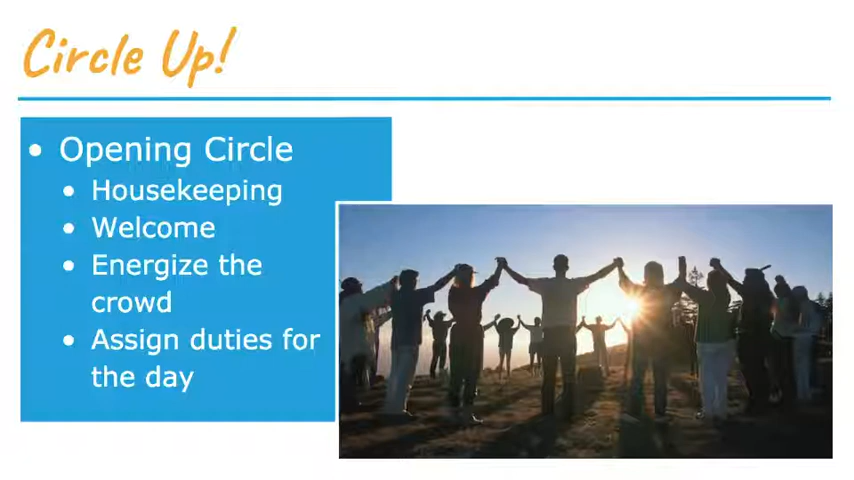 Circle Up!
• Opening Circle
• Housekeeping
• Welcome
• Energize the
crowd
• Assign duties for
the day